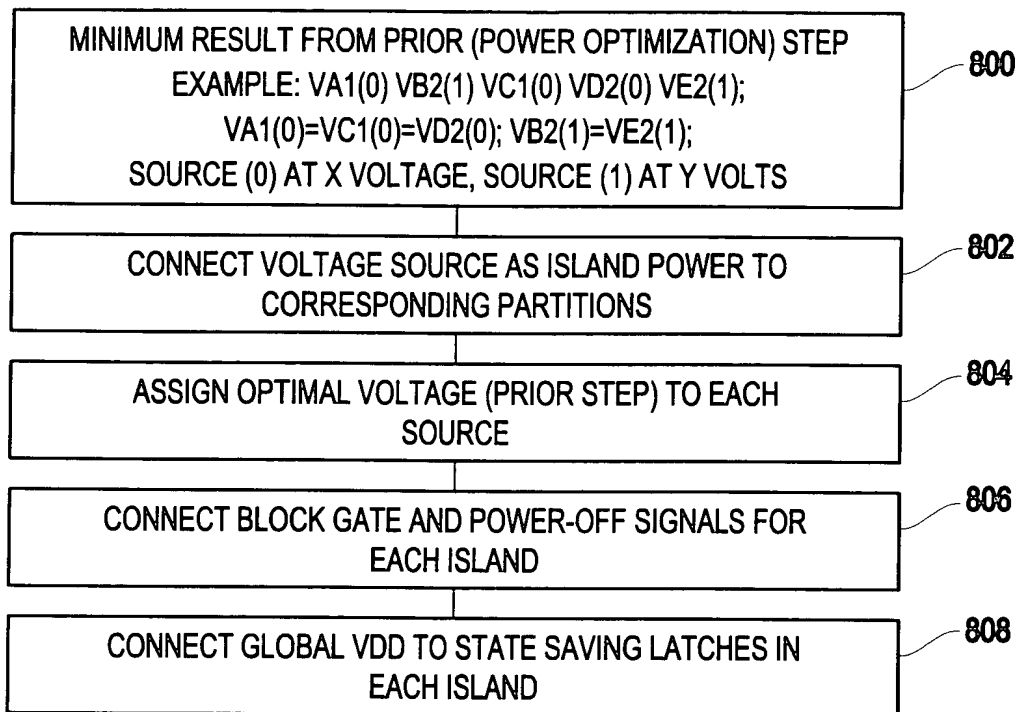 MINIMUM RESULT FROM PRIOR (POWER OPTIMIZATION) STEP
EXAMPLE: VA1(0) VB2(1) VC1(0) VD2(0) VE2(1);
VA1(0)=VC1(0)=VD2(0); VB2(1)=VE2(1);
SOURCE (0) AT X VOLTAGE, SOURCE (1) AT Y VOLTS
800
CONNECT VOLTAGE SOURCE AS ISLAND POWER TO
CORRESPONDING PARTITIONS
802
ASSIGN OPTIMAL VOLTAGE (PRIOR STEP) TO EACH
SOURCE
804
CONNECT BLOCK GATE AND POWER-OFF SIGNALS FOR
EACH ISLAND
806
CONNECT GLOBAL VDD TO STATE SAVING LATCHES IN
EACH ISLAND
808